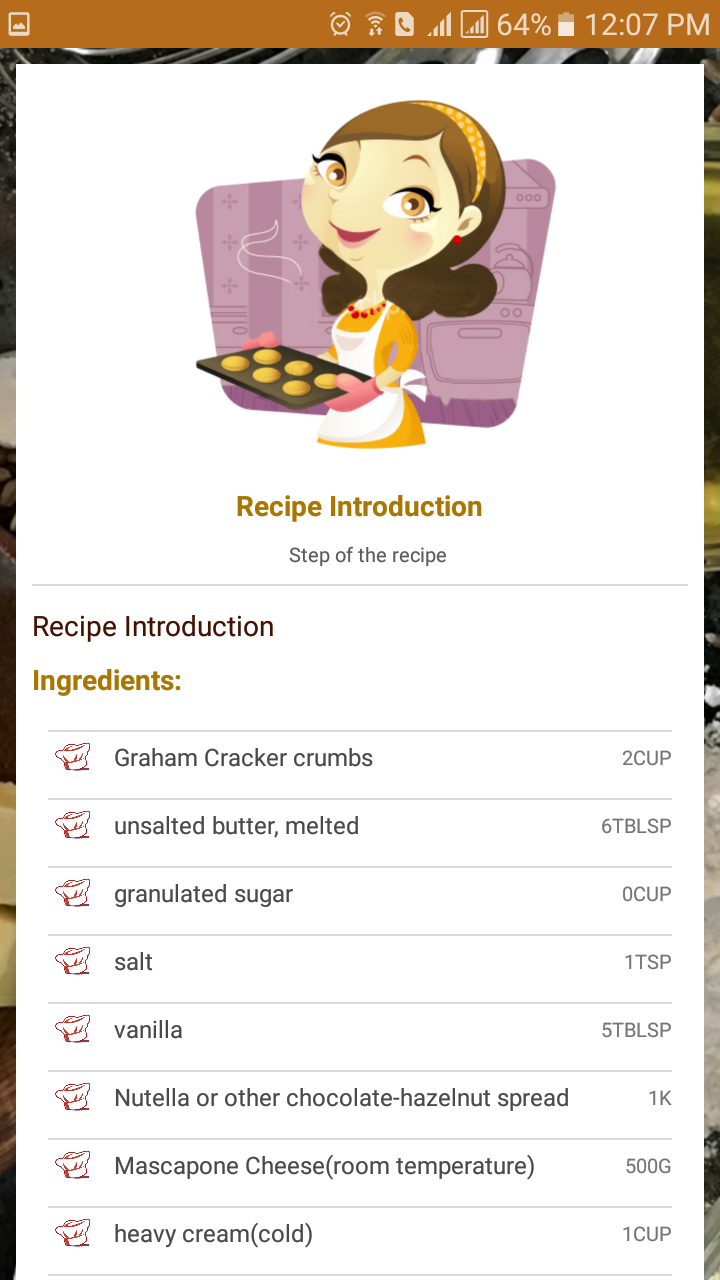 64% 12:07 PM
Recipe Introduction
Step of the recipe
Recipe Introduction
Ingredients:
Graham Cracker crumbs 2CUP
unsalted butter, melted 6TBLSP
granulated sugar 0CUP
salt 1TSP
vanilla 5TBLSP
Nutella or other chocolate-hazelnut spread 1K
Mascapone Cheese(room temperature) 500G
heavy cream(cold) 1CUP